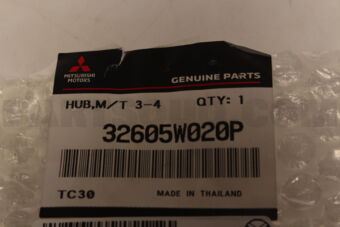 MITSUBISHI
MOTORS
GENUINE PARTS
HUB,M/T 3-4 QTY: 1
32605W020P
TC30 MADE IN THAILAND